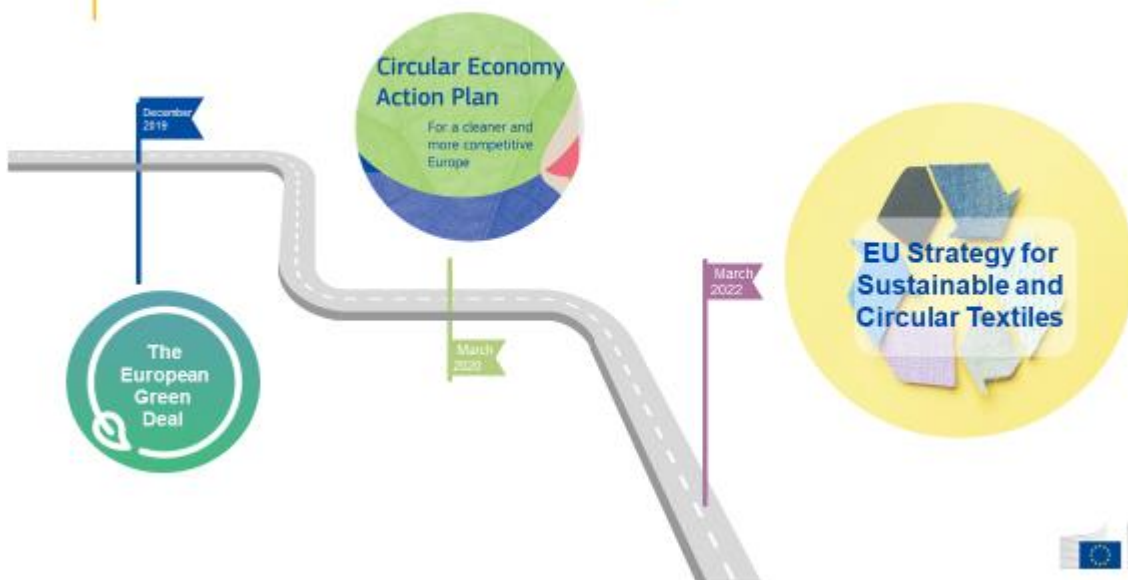 December
2019
The
European
Green
Deal
Circular Economy
Action Plan
For a cleaner and
more competitive
Europe
March
2020
March
2022
EU Strategy for
Sustainable and
Circular Textiles